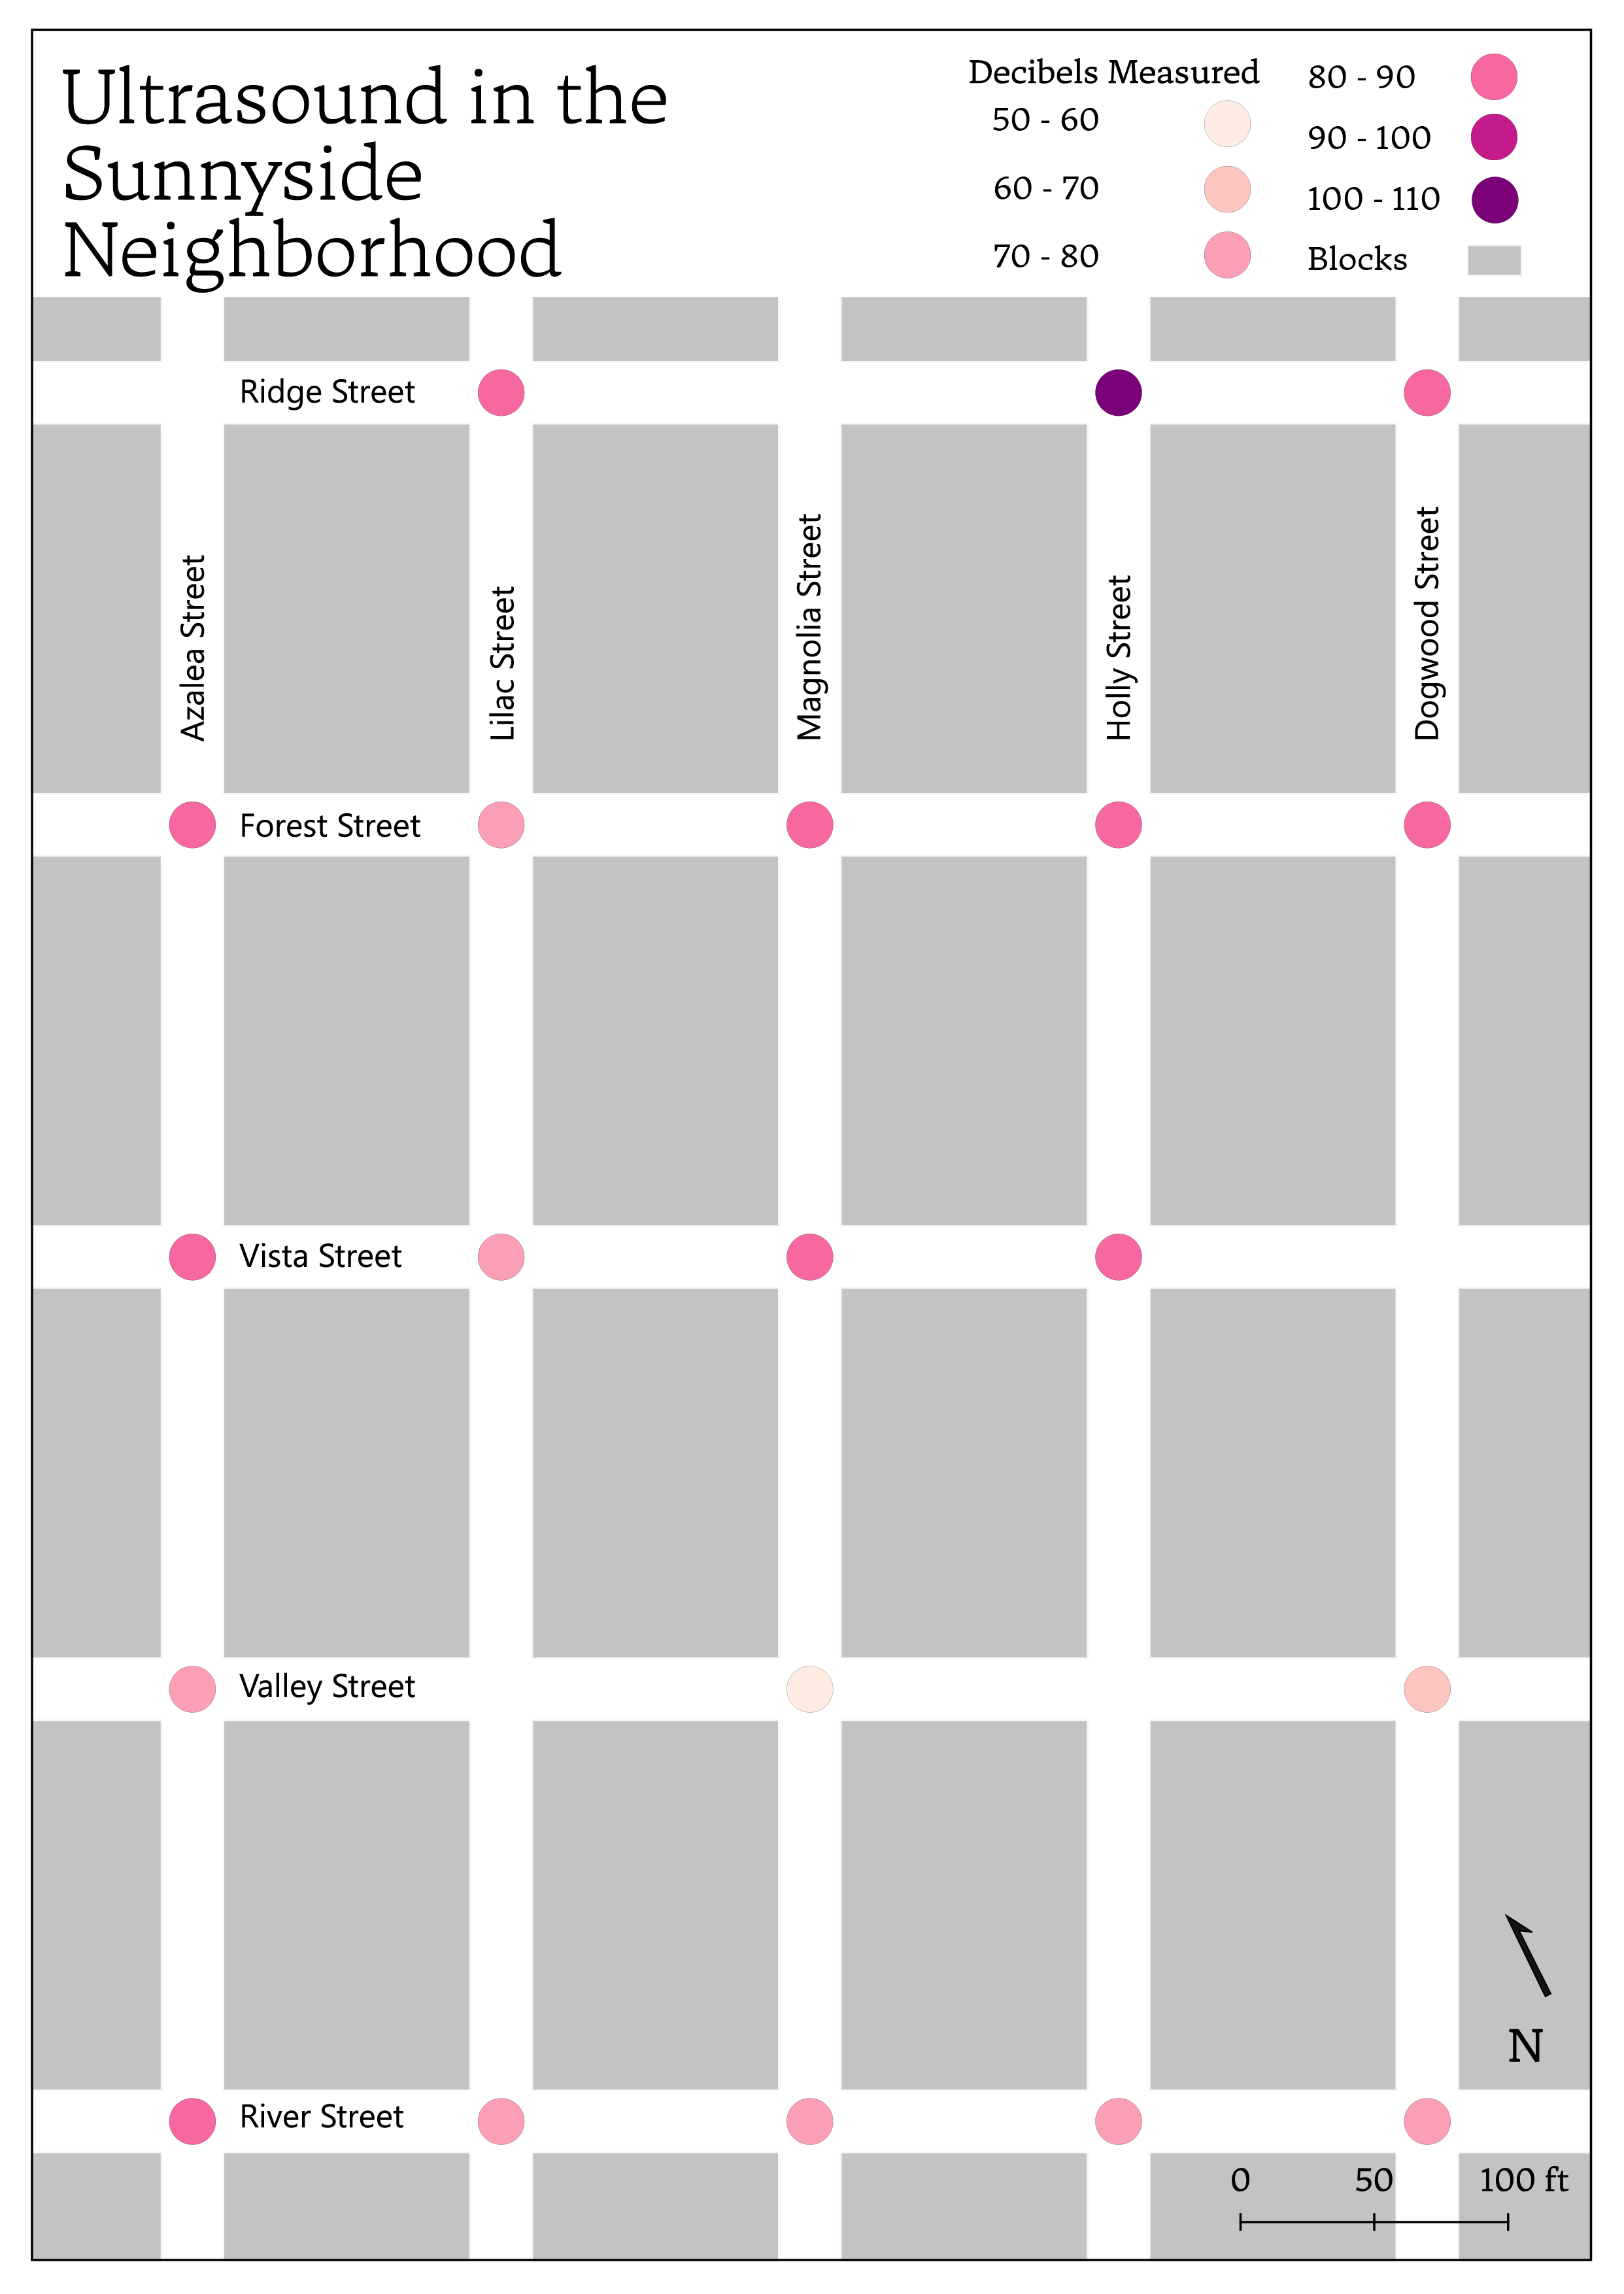 Ultrasound in the
Sunnyside
Neighborhood
Decibels Measured
50 - 60
60 - 70
70 - 80
80 - 90
90 - 100
100 - 110
Blocks
Ridge Street
Azalea Street
Lilac Street
Magnolia Street
Holly Street
Dogwood Street
Forest Street
Vista Street
Valley Street
N
River Street
0 50 100 ft